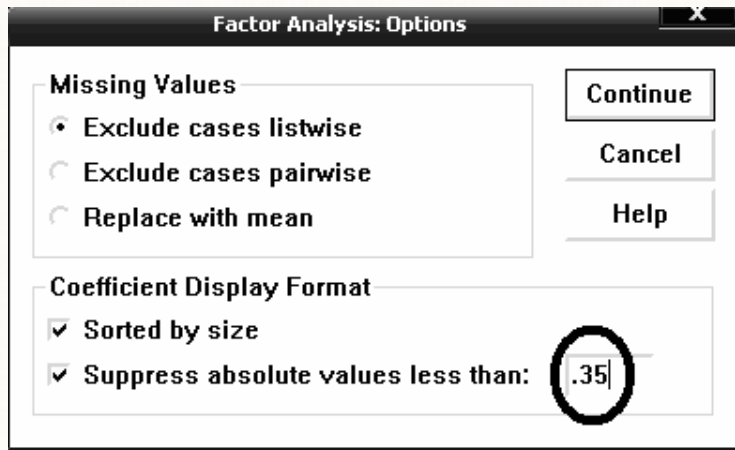 Factor Analysis: Options
X
Missing Values
Exclude cases listwise
Exclude cases pairwise
Replace with mean
Continue
Cancel
Help
Coefficient Display Format
Sorted by size
Suppress absolute values less than: .35